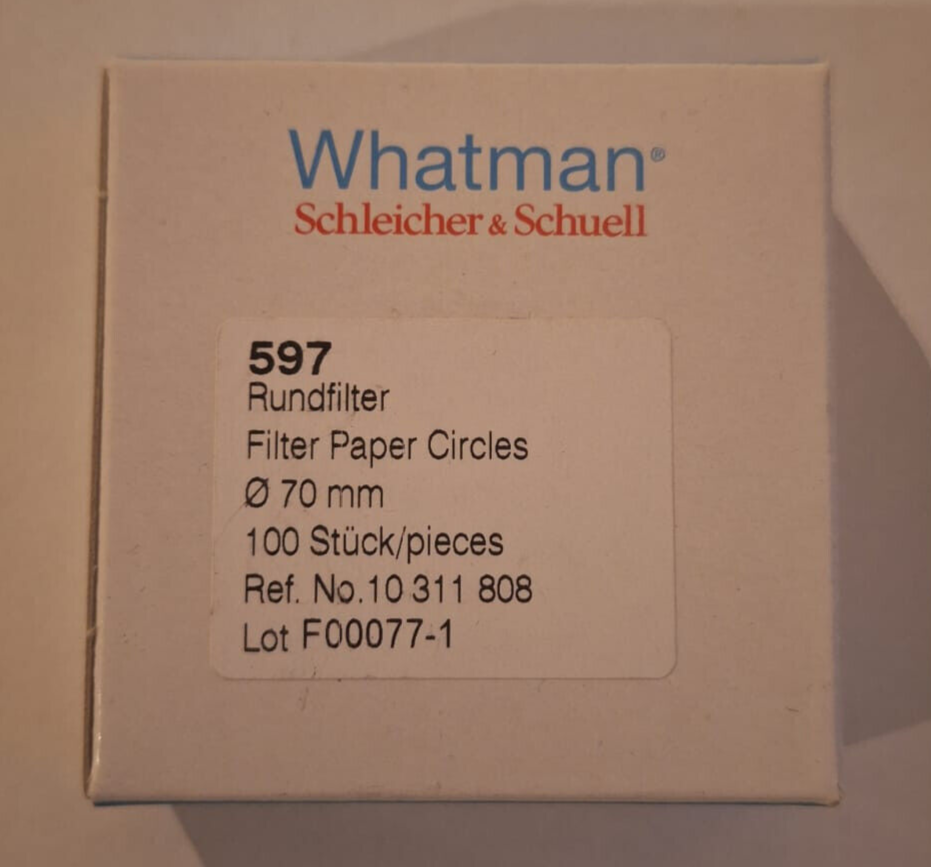 Whatman®
Schleicher & Schuell
597
Rundfilter
Filter Paper Circles
Ø 70 mm
100 Stück/pieces
Ref. No.10 311 808
Lot F00077-1